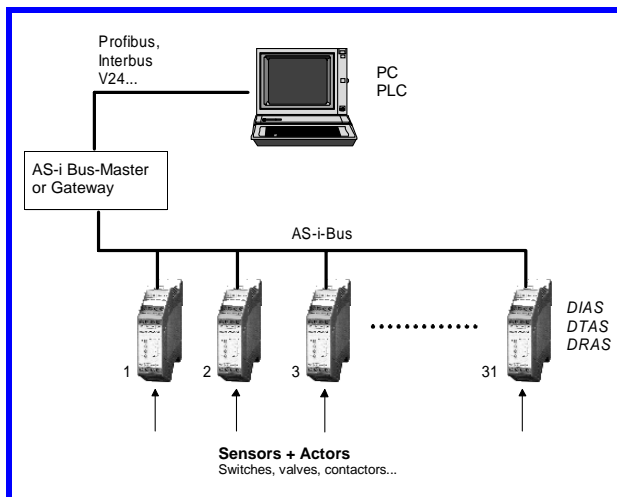 Profibus,
Interbus
V24...
PC
PLC
AS-i Bus-Master
or Gateway
AS-i-Bus
DIAS
DTAS
DRAS
1
2
3
31
Sensors + Actors
Switches, valves, contactors...